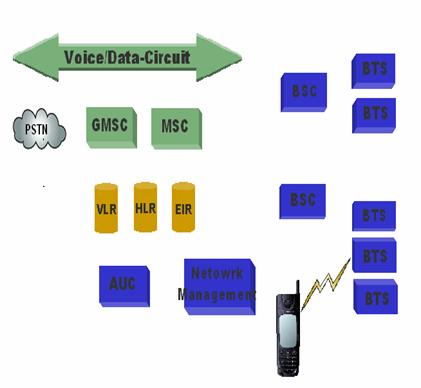 Voice/Data-Circuit
BTS
BSC
BTS
PSTN
GMSC
MSC
VLR
HLR
EIR
BSC
BTS
BTS
AUC
Netowrk
Management
BTS